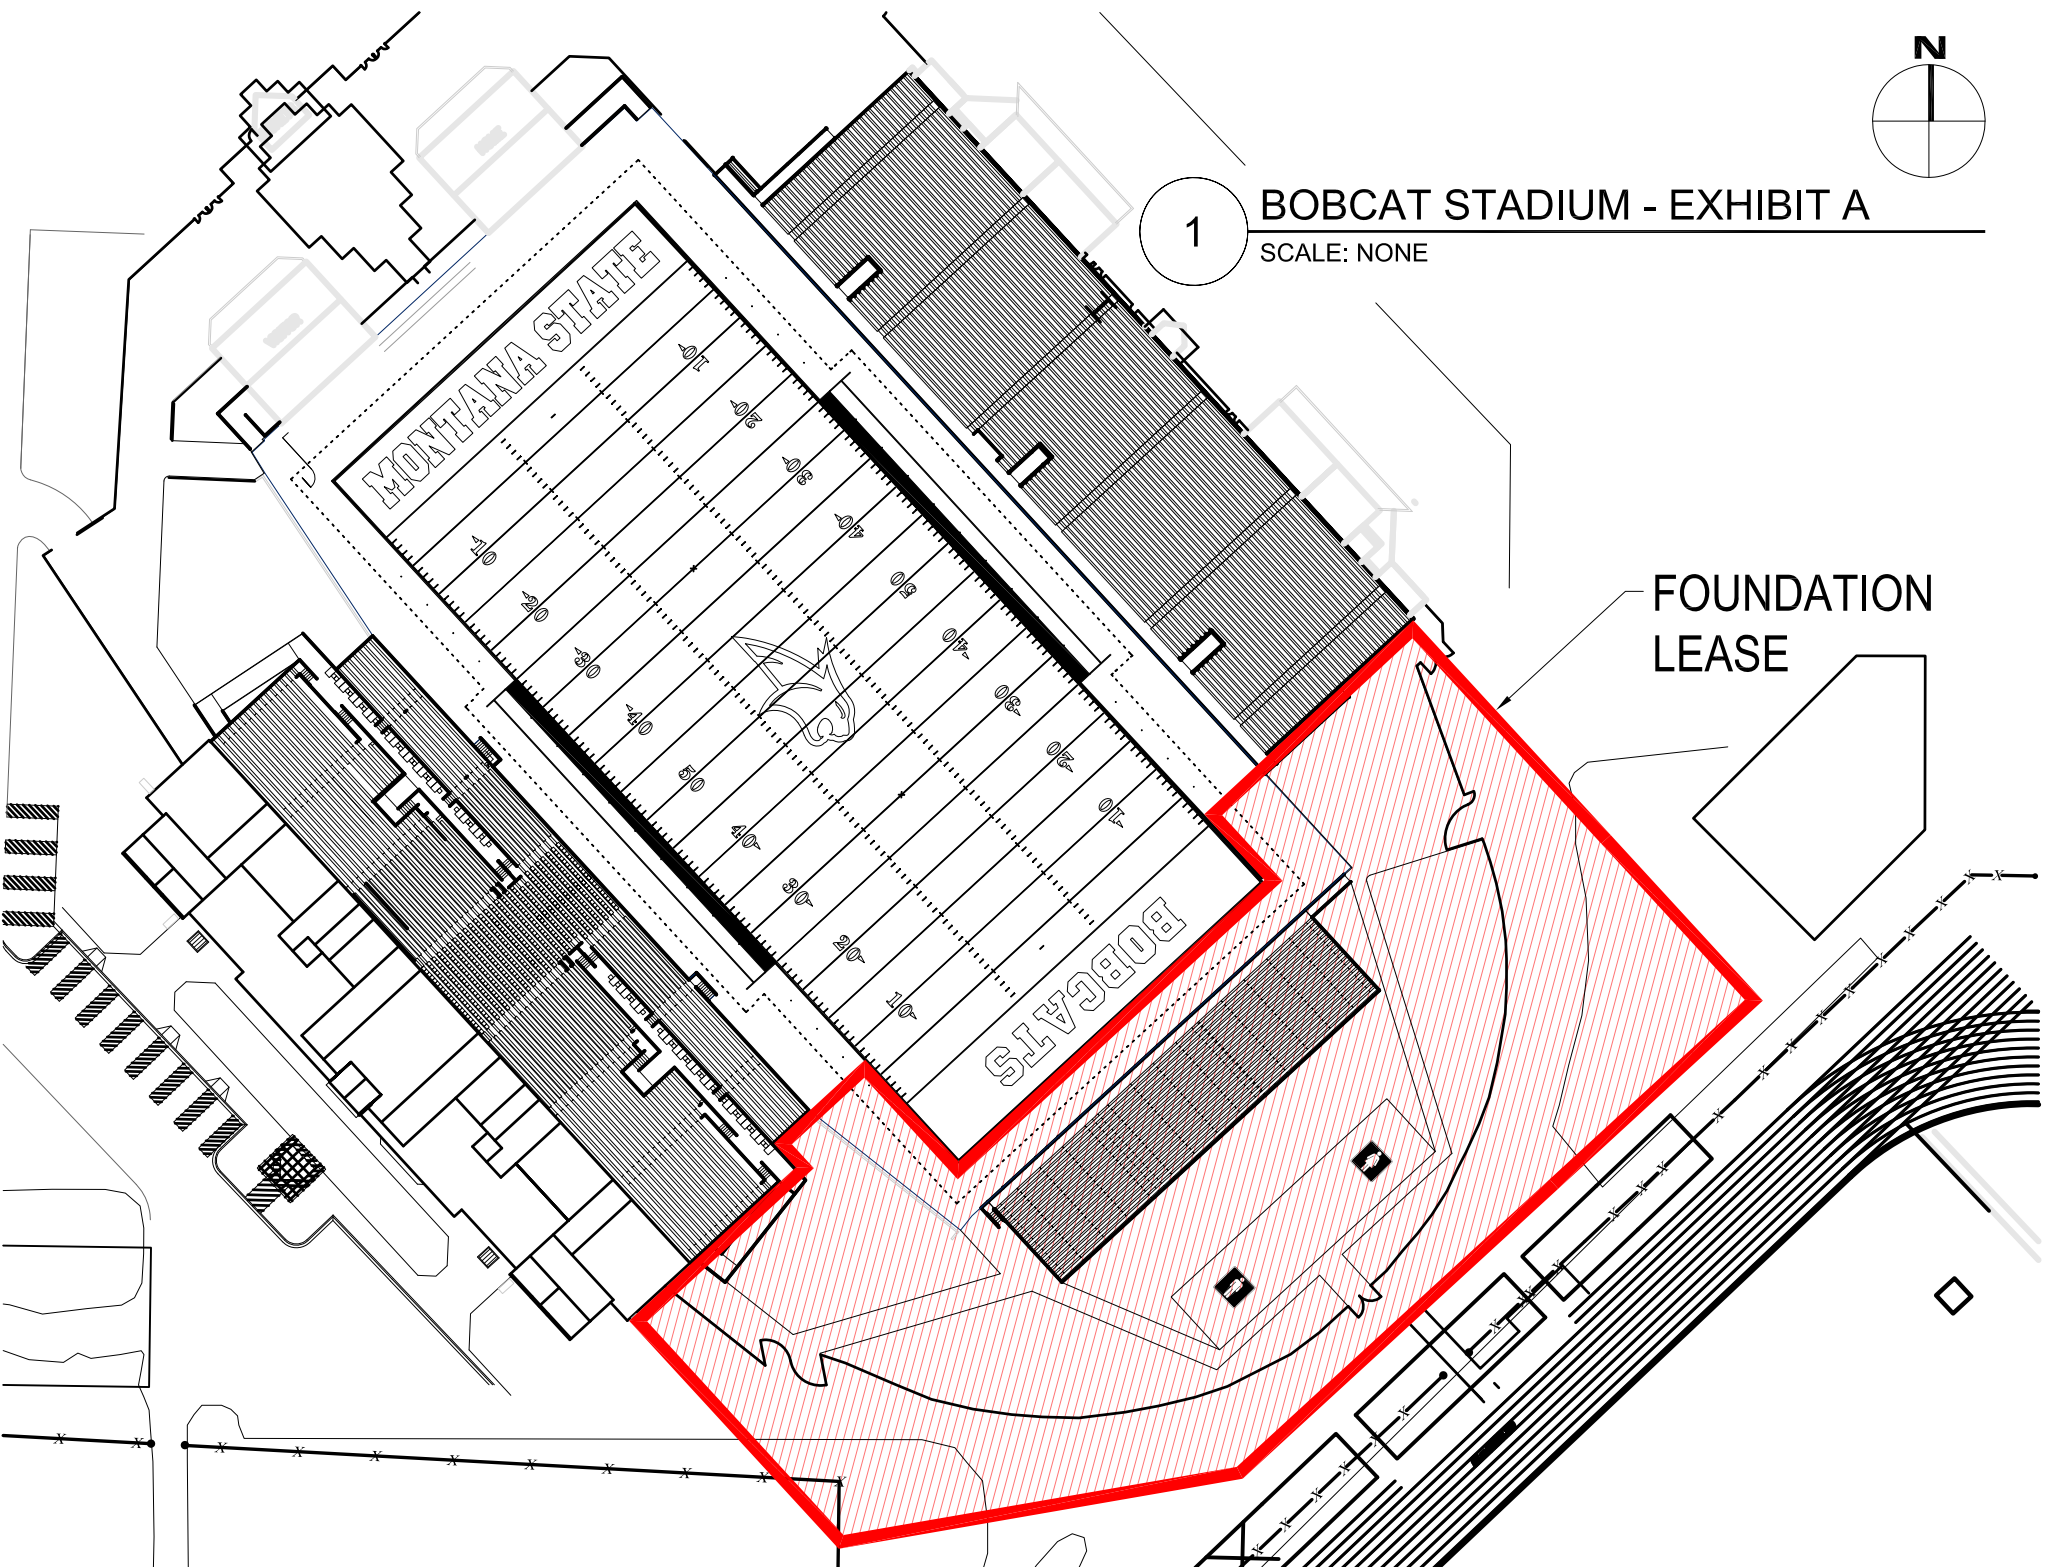 N
1
BOBCAT STADIUM - EXHIBIT A
SCALE: NONE
FOUNDATION
LEASE
MONTANA STATE
10
20
30
40
50
40
30
20
10
10
20
30
40
50
40
30
20
10
BOBCATS
X X X X X X X X X X
X X X X X X X X X X X X X X X X X X X